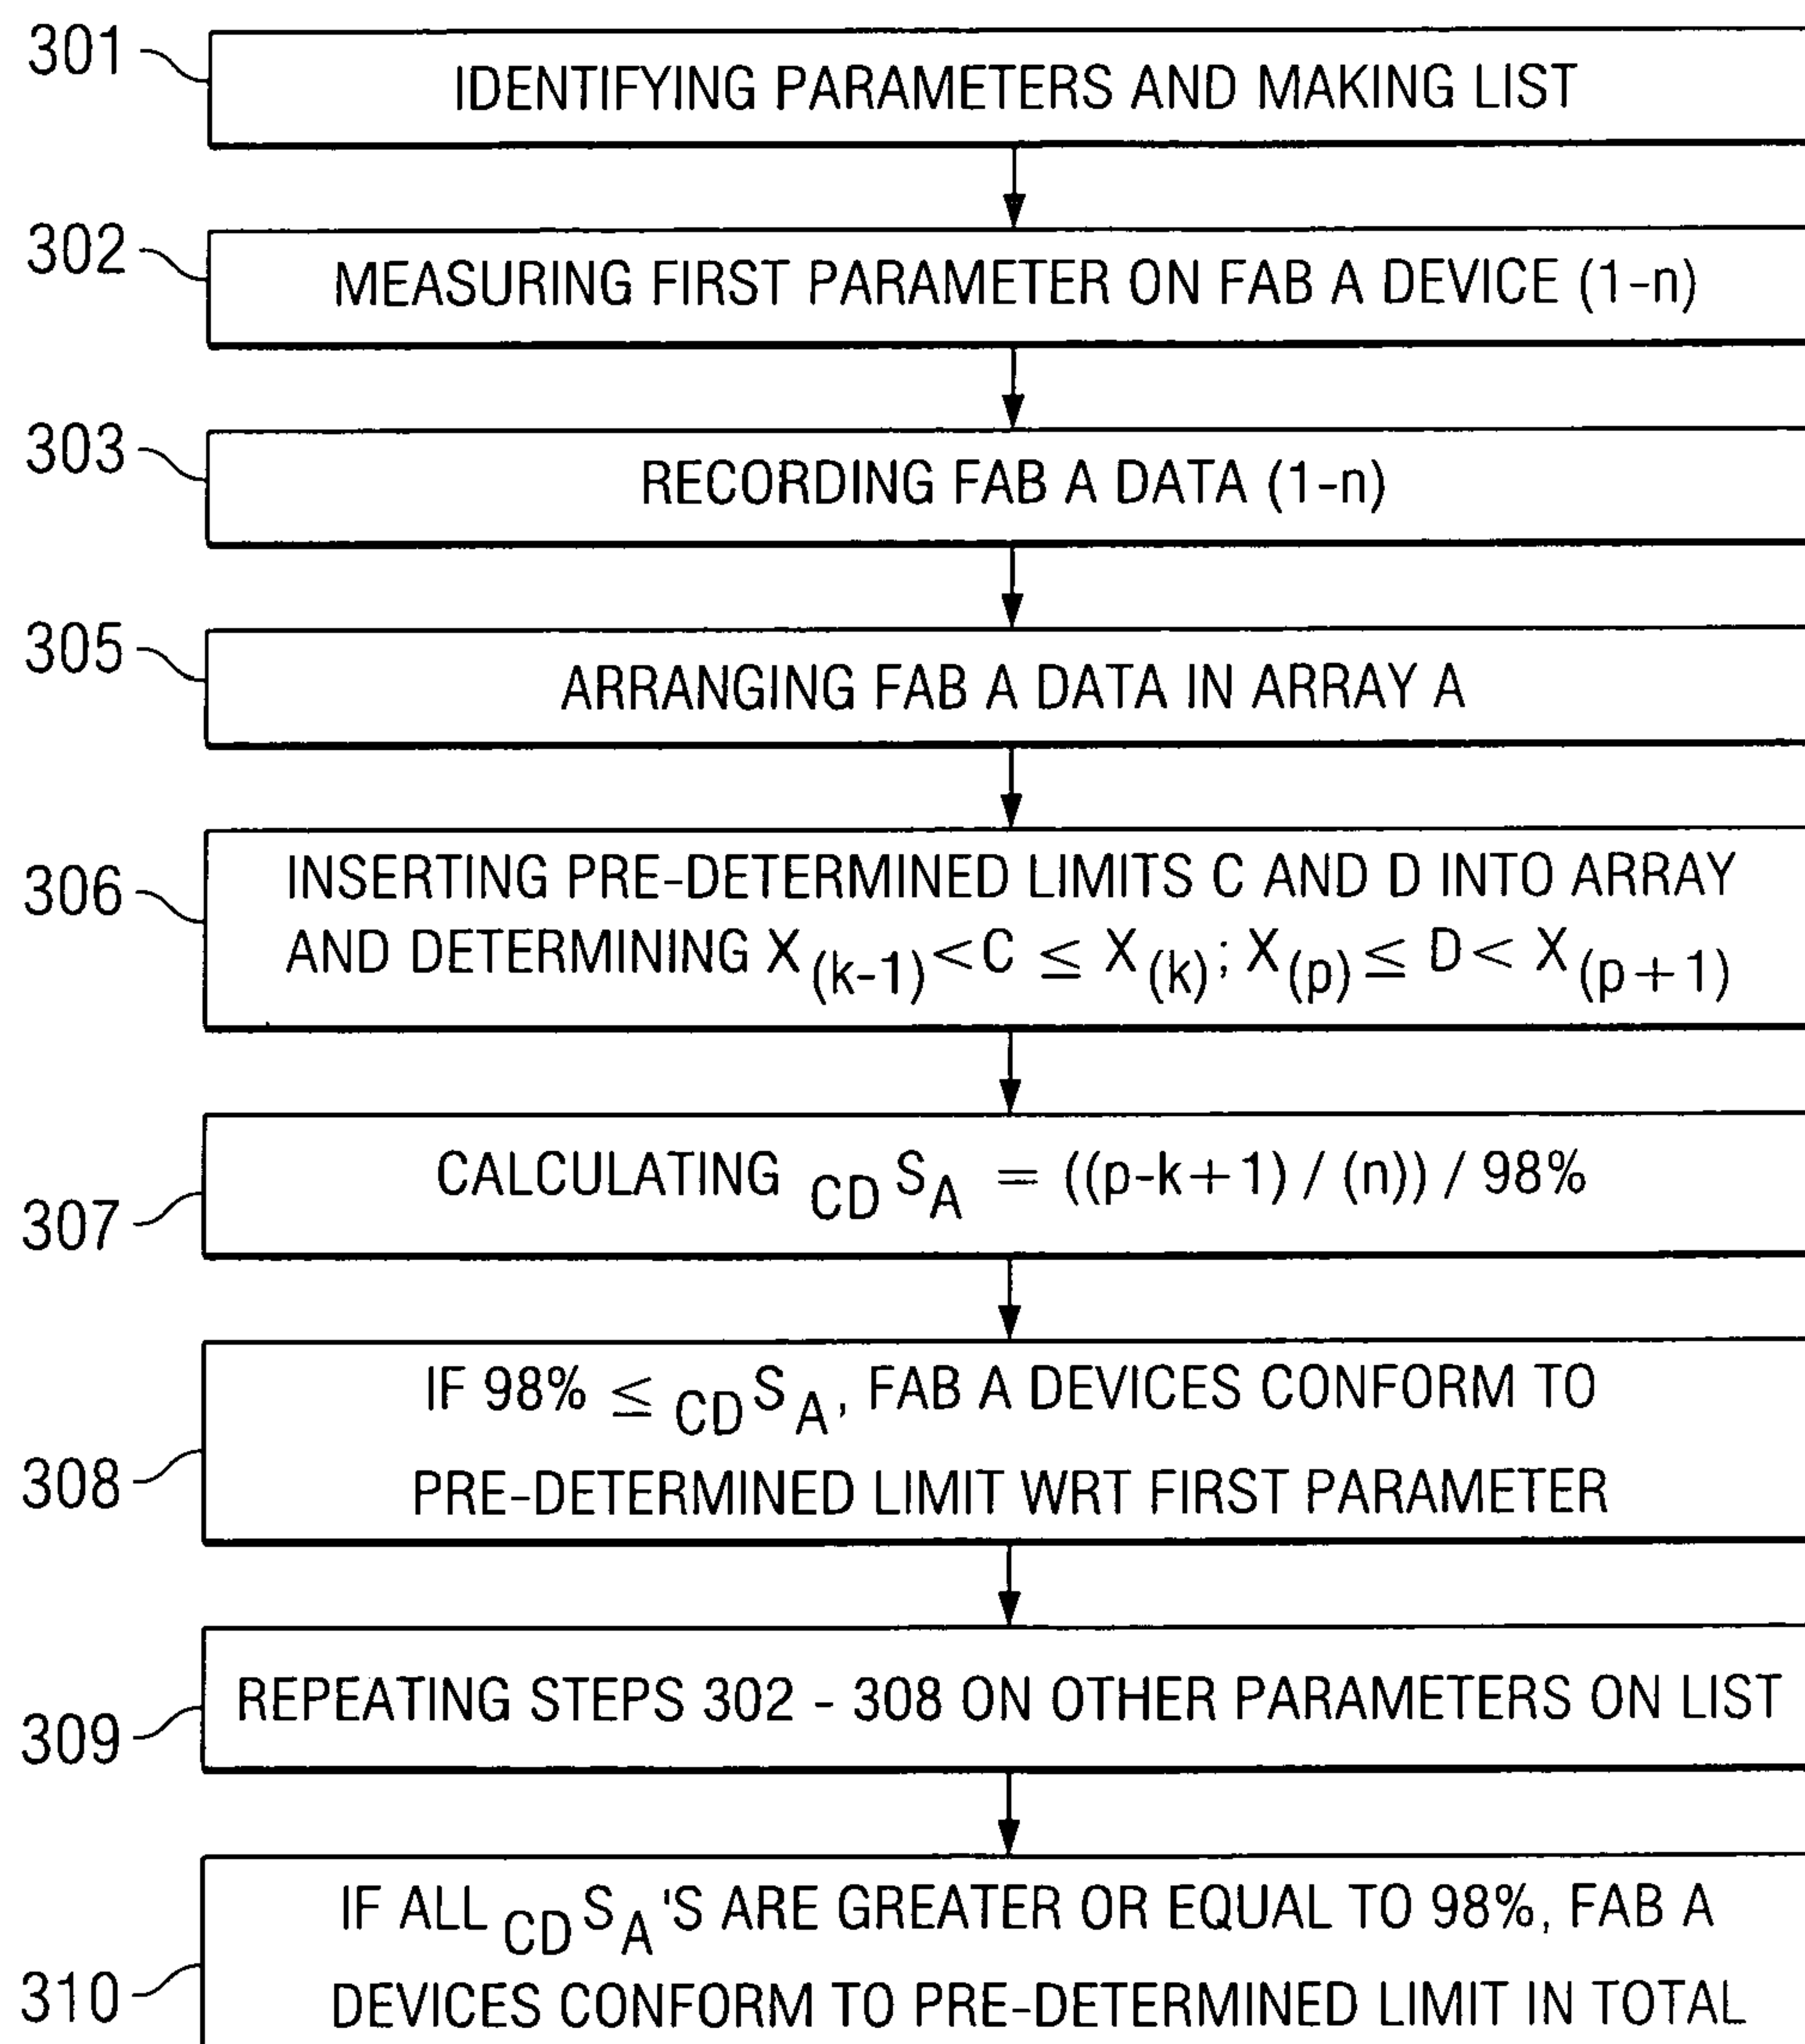 301
IDENTIFYING PARAMETERS AND MAKING LIST
302
MEASURING FIRST PARAMETER ON FAB A DEVICE (1-n)
303
RECORDING FAB A DATA (1-n)
305
ARRANGING FAB A DATA IN ARRAY A
306
INSERTING PRE-DETERMINED LIMITS C AND D INTO ARRAY
AND DETERMINING X(k-1)<C ≤ X(k); X(p)≤ D< X(p+1)
307
CALCULATING CD S A = ((p-k+1) / (n)) / 98%
308
IF 98% ≤ CD S A, FAB A DEVICES CONFORM TO
PRE-DETERMINED LIMIT WRT FIRST PARAMETER
309
REPEATING STEPS 302 - 308 ON OTHER PARAMETERS ON LIST
310
IF ALL CD S A'S ARE GREATER OR EQUAL TO 98%, FAB A
DEVICES CONFORM TO PRE-DETERMINED LIMIT IN TOTAL